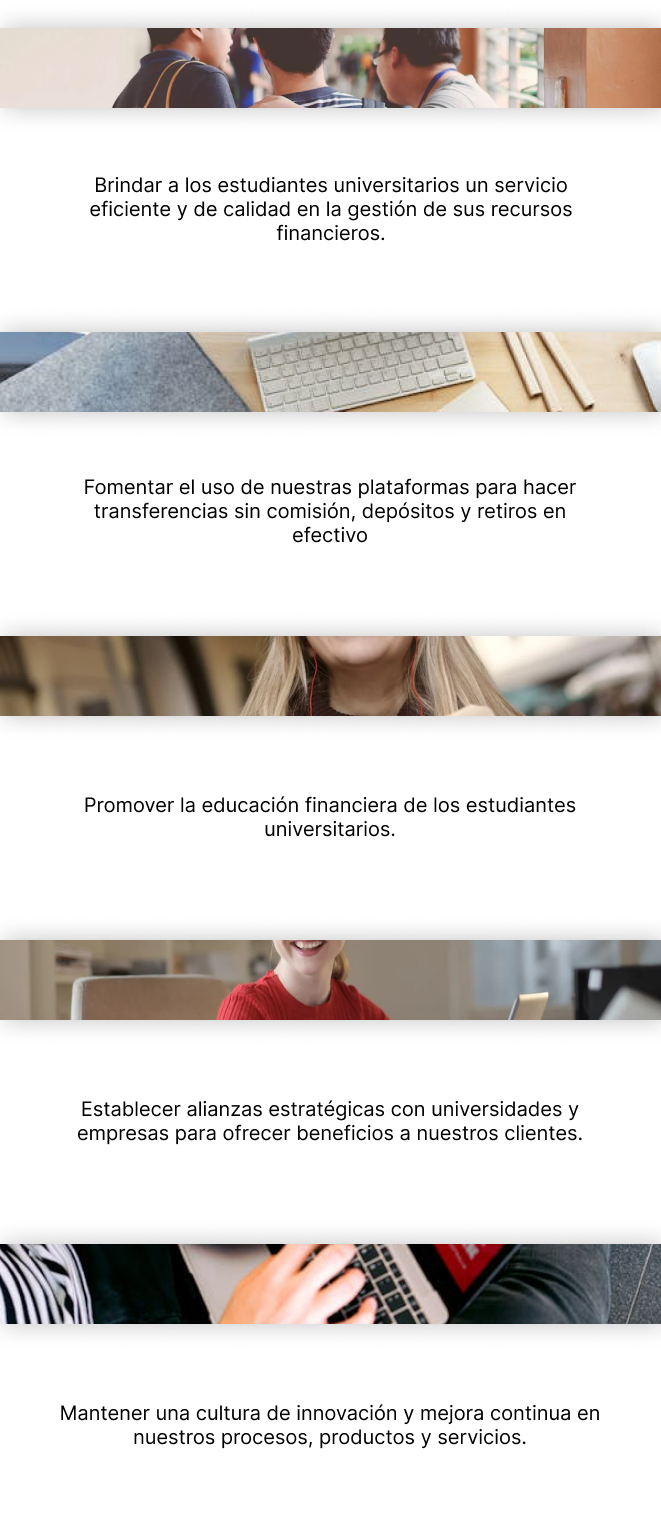 Brindar a los estudiantes universitarios un servicio
eficiente y de calidad en la gestión de sus recursos
financieros.
Fomentar el uso de nuestras plataformas para hacer
transferencias sin comisión, depósitos y retiros en
efectivo
Promover la educación financiera de los estudiantes
universitarios.
Establecer alianzas estratégicas con universidades y
empresas para ofrecer beneficios a nuestros clientes.
Mantener una cultura de innovación y mejora continua en
nuestros procesos, productos y servicios.